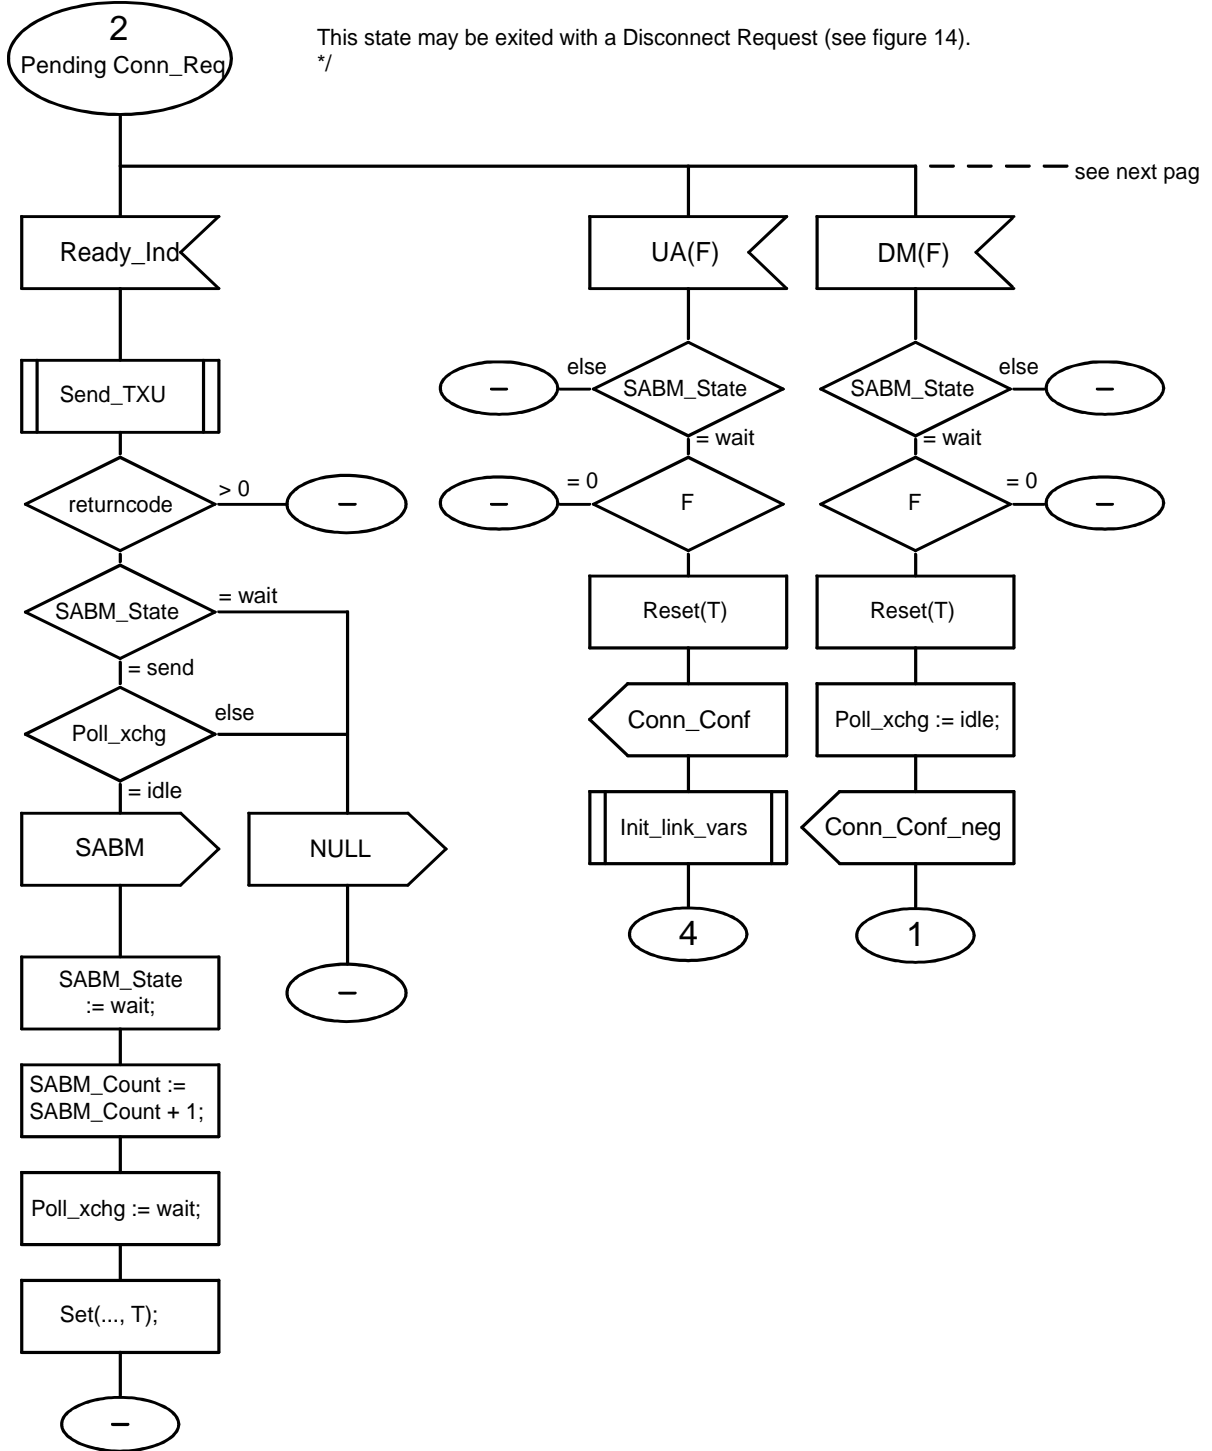 2
Pending Conn_Req
This state may be exited with a Disconnect Request (see figure 14).
*/
see next pag
Ready_Ind
UA(F)
DM(F)
Send_TXU
else
SABM_State
= wait
SABM_State
else
= wait
returncode
> 0
–
–
= 0
F
F
= 0
–
–
–
SABM_State
= wait
= send
Reset(T)
Reset(T)
Poll_xchg
else
= idle
Conn_Conf
Poll_xchg := idle;
SABM
NULL
Init_link_vars
Conn_Conf_neg
4
1
SABM_State
:= wait;
–
SABM_Count :=
SABM_Count + 1;
Poll_xchg := wait;
Set(..., T);
–